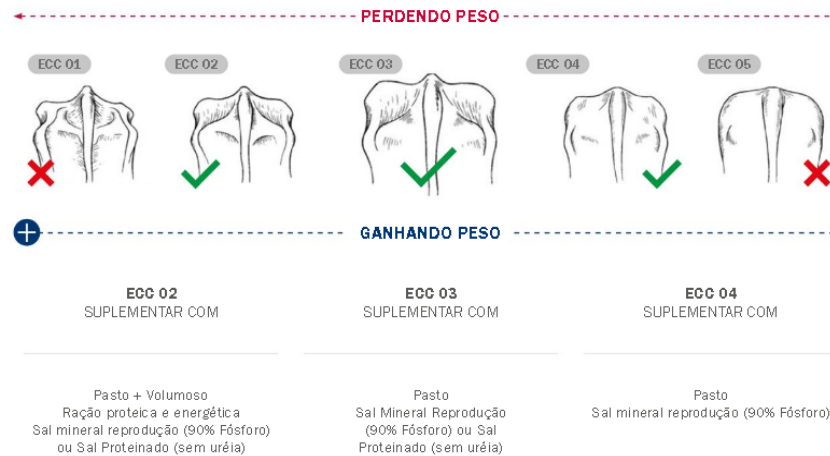 PERDENDO PESO
ECC 01
ECC 02
ECC 03
ECC 04
ECC 05
GANHANDO PESO
ECC 02
SUPLEMENTAR COM
ECC 03
SUPLEMENTAR COM
ECC 04
SUPLEMENTAR COM
Pasto + Volumoso
Ração proteica e energética
Sal mineral reprodução (90% Fósforo)
ou Sal Proteinado (sem uréia)
Pasto
Sal Mineral Reprodução
(90% Fósforo) ou Sal
Proteinado (sem uréia)
Pasto
Sal mineral reprodução (90% Fósforo)